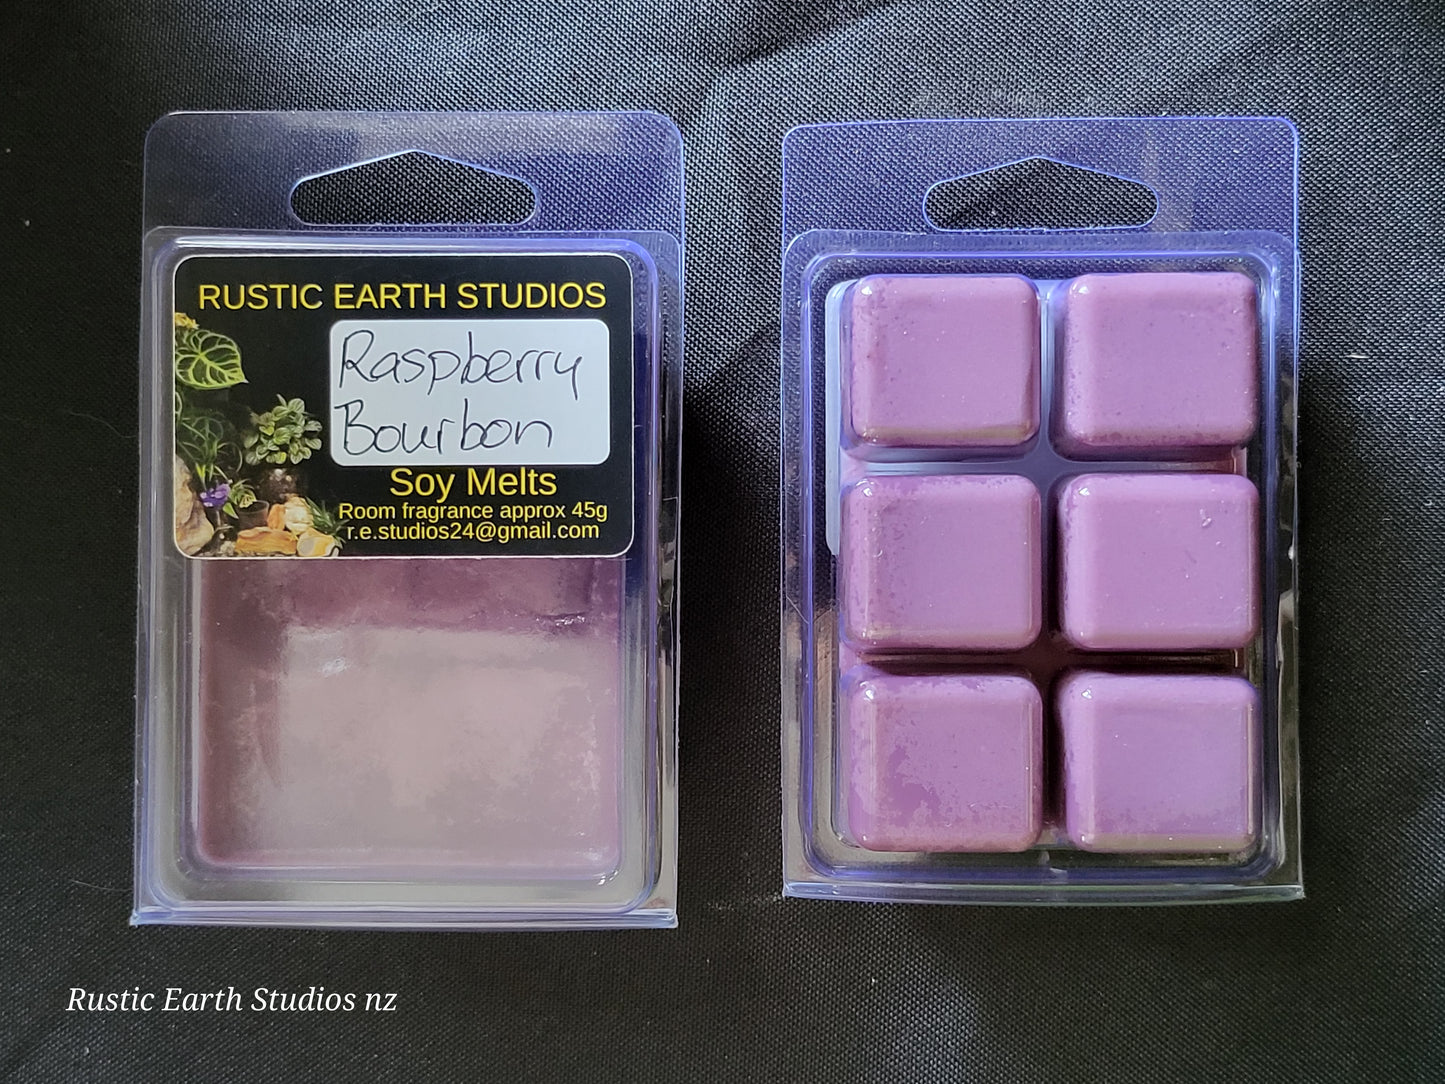 RUSTIC EARTH STUDIOS
Raspberry
Bourbon
Soy Melts
Room fragrance approx 45g
r.e.studios24@gmail.com
Rustic Earth Studios nz